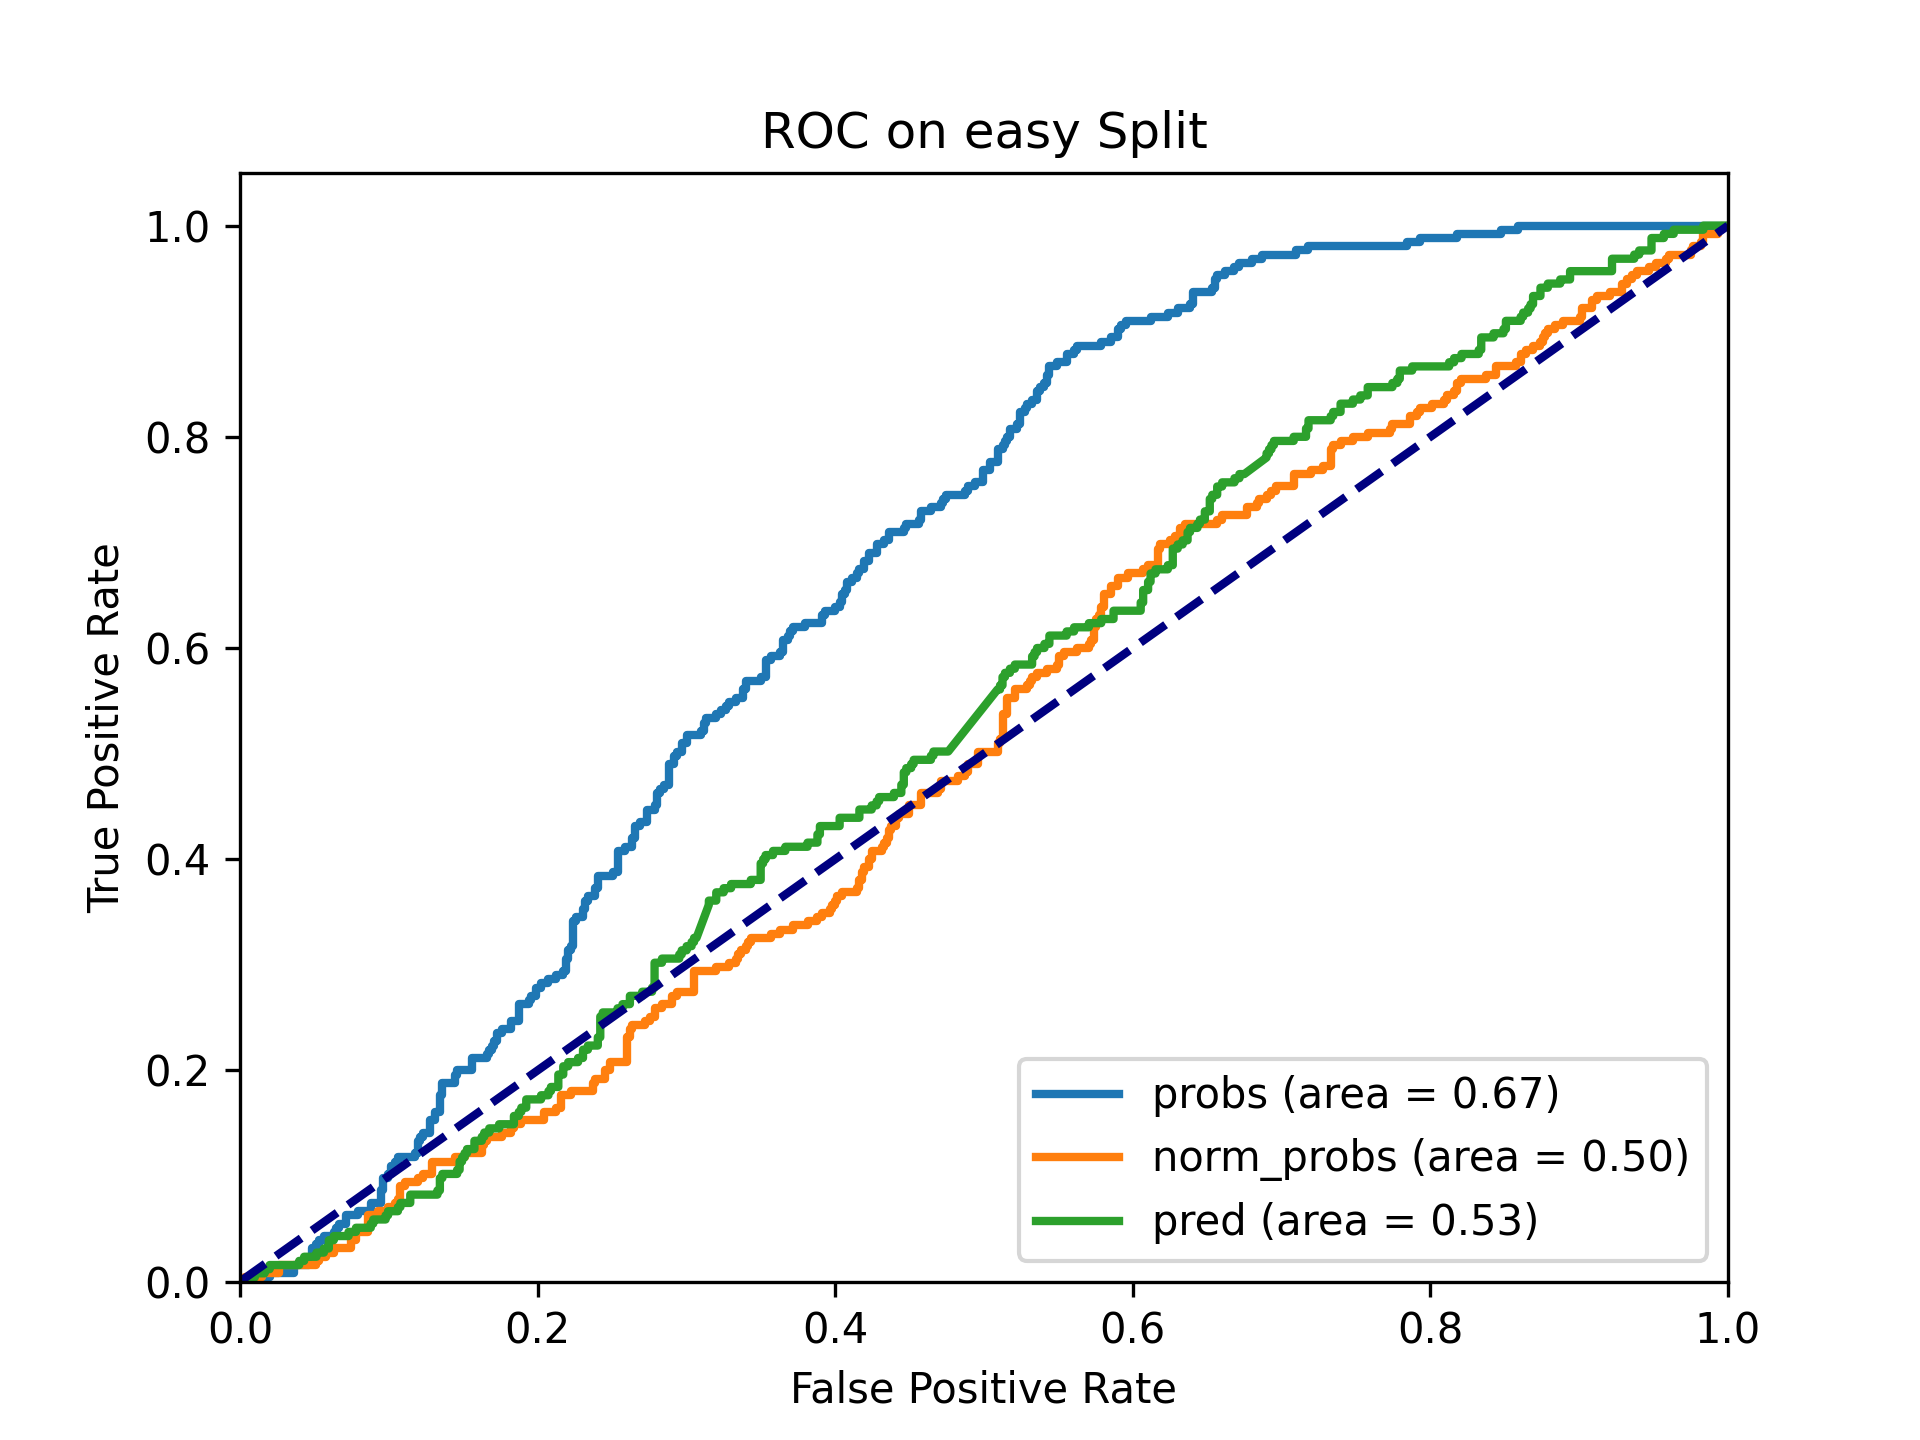 ROC on easy Split
1.0
0.8
0.6
0.4
0.2
0.0
True Positive Rate
0.0 0.2 0.4 0.6 0.8 1.0
False Positive Rate
probs (area = 0.67)
norm_probs (area = 0.50)
pred (area = 0.53)